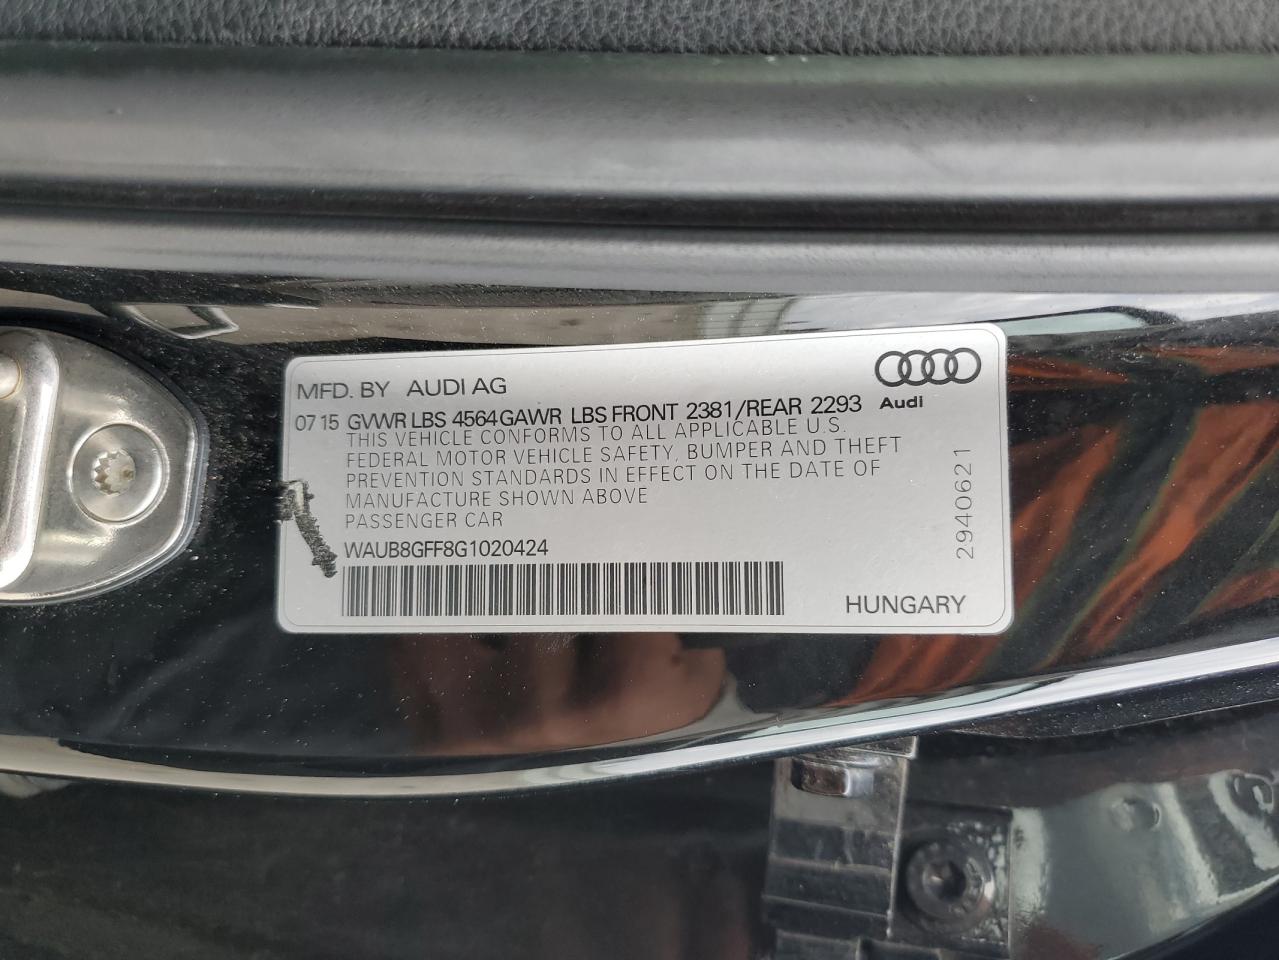 MFD. BY AUDI AG
07 15 GVWR LBS 4564 GAWR LBS FRONT 2381/REAR 2293
Audi
THIS VEHICLE CONFORMS TO ALL APPLICABLE U.S.
FEDERAL MOTOR VEHICLE SAFETY, BUMPER AND THEFT
PREVENTION STANDARDS IN EFFECT ON THE DATE OF
MANUFACTURE SHOWN ABOVE
PASSENGER CAR
WAUB8GFF8G1020424
HUNGARY
2940621